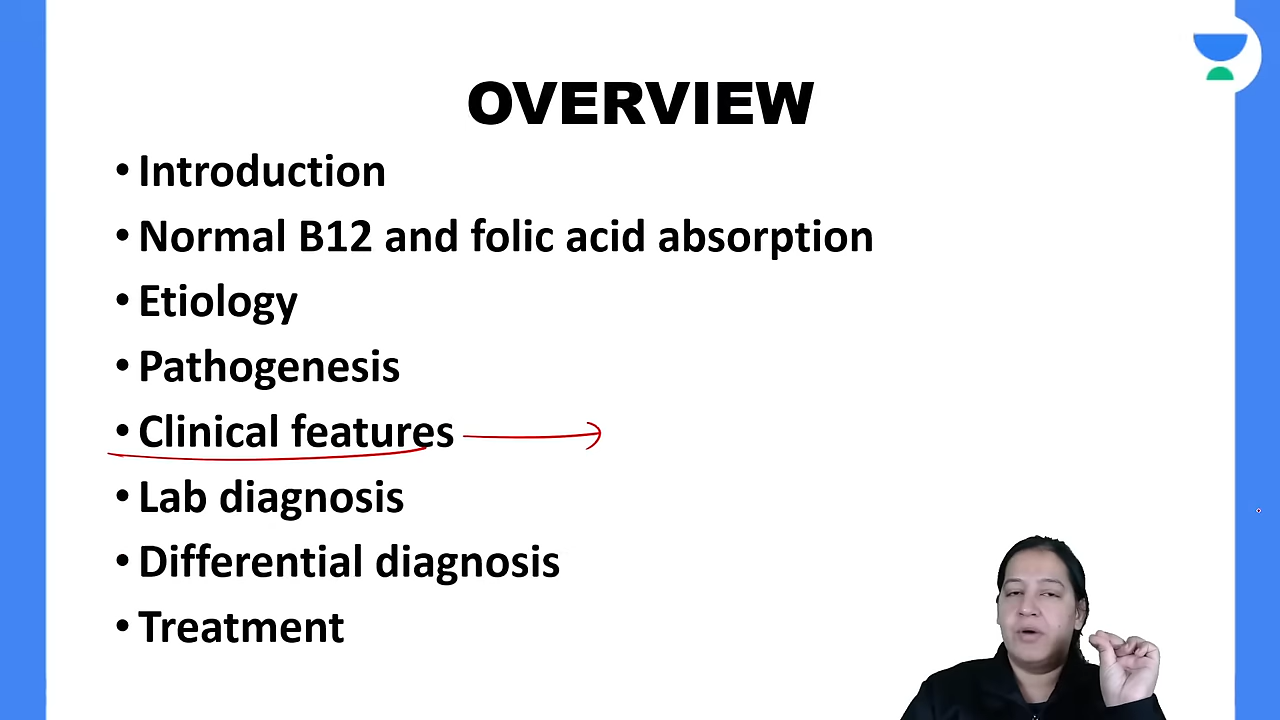 OVERVIEW
• Introduction
• Normal B12 and folic acid absorption
• Etiology
• Pathogenesis
• Clinical features
• Lab diagnosis
• Differential diagnosis
• Treatment